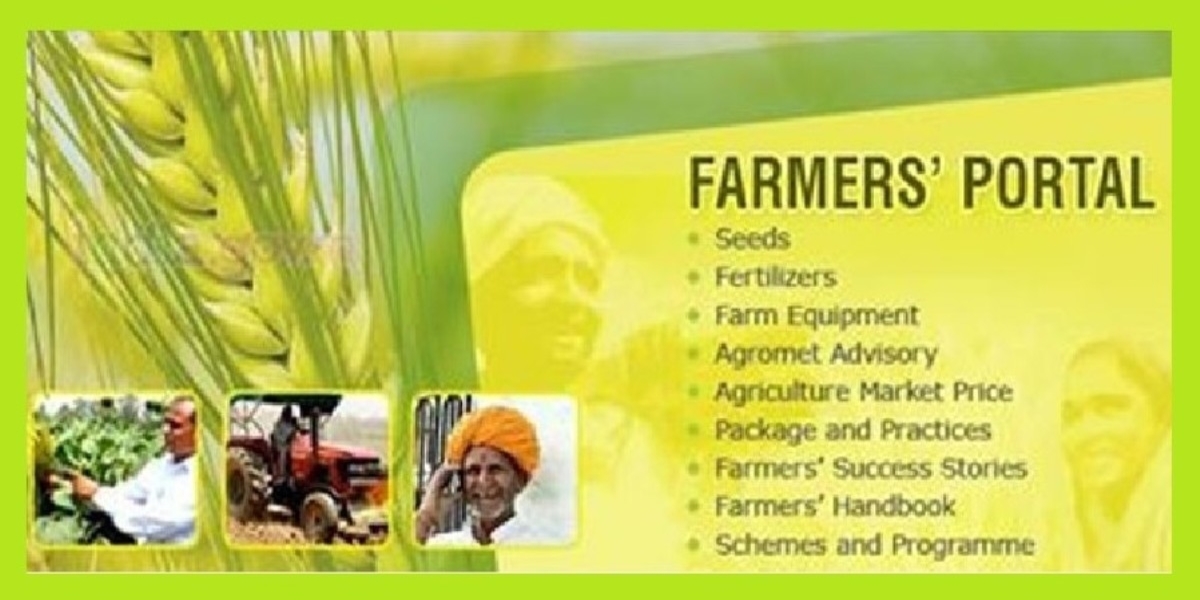 FARMERS' PORTAL
Seeds
Fertilizers
Farm Equipment
Agromet Advisory
Agriculture Market Price
Package and Practices
Farmers' Success Stories
Farmers' Handbook
Schemes and Programme